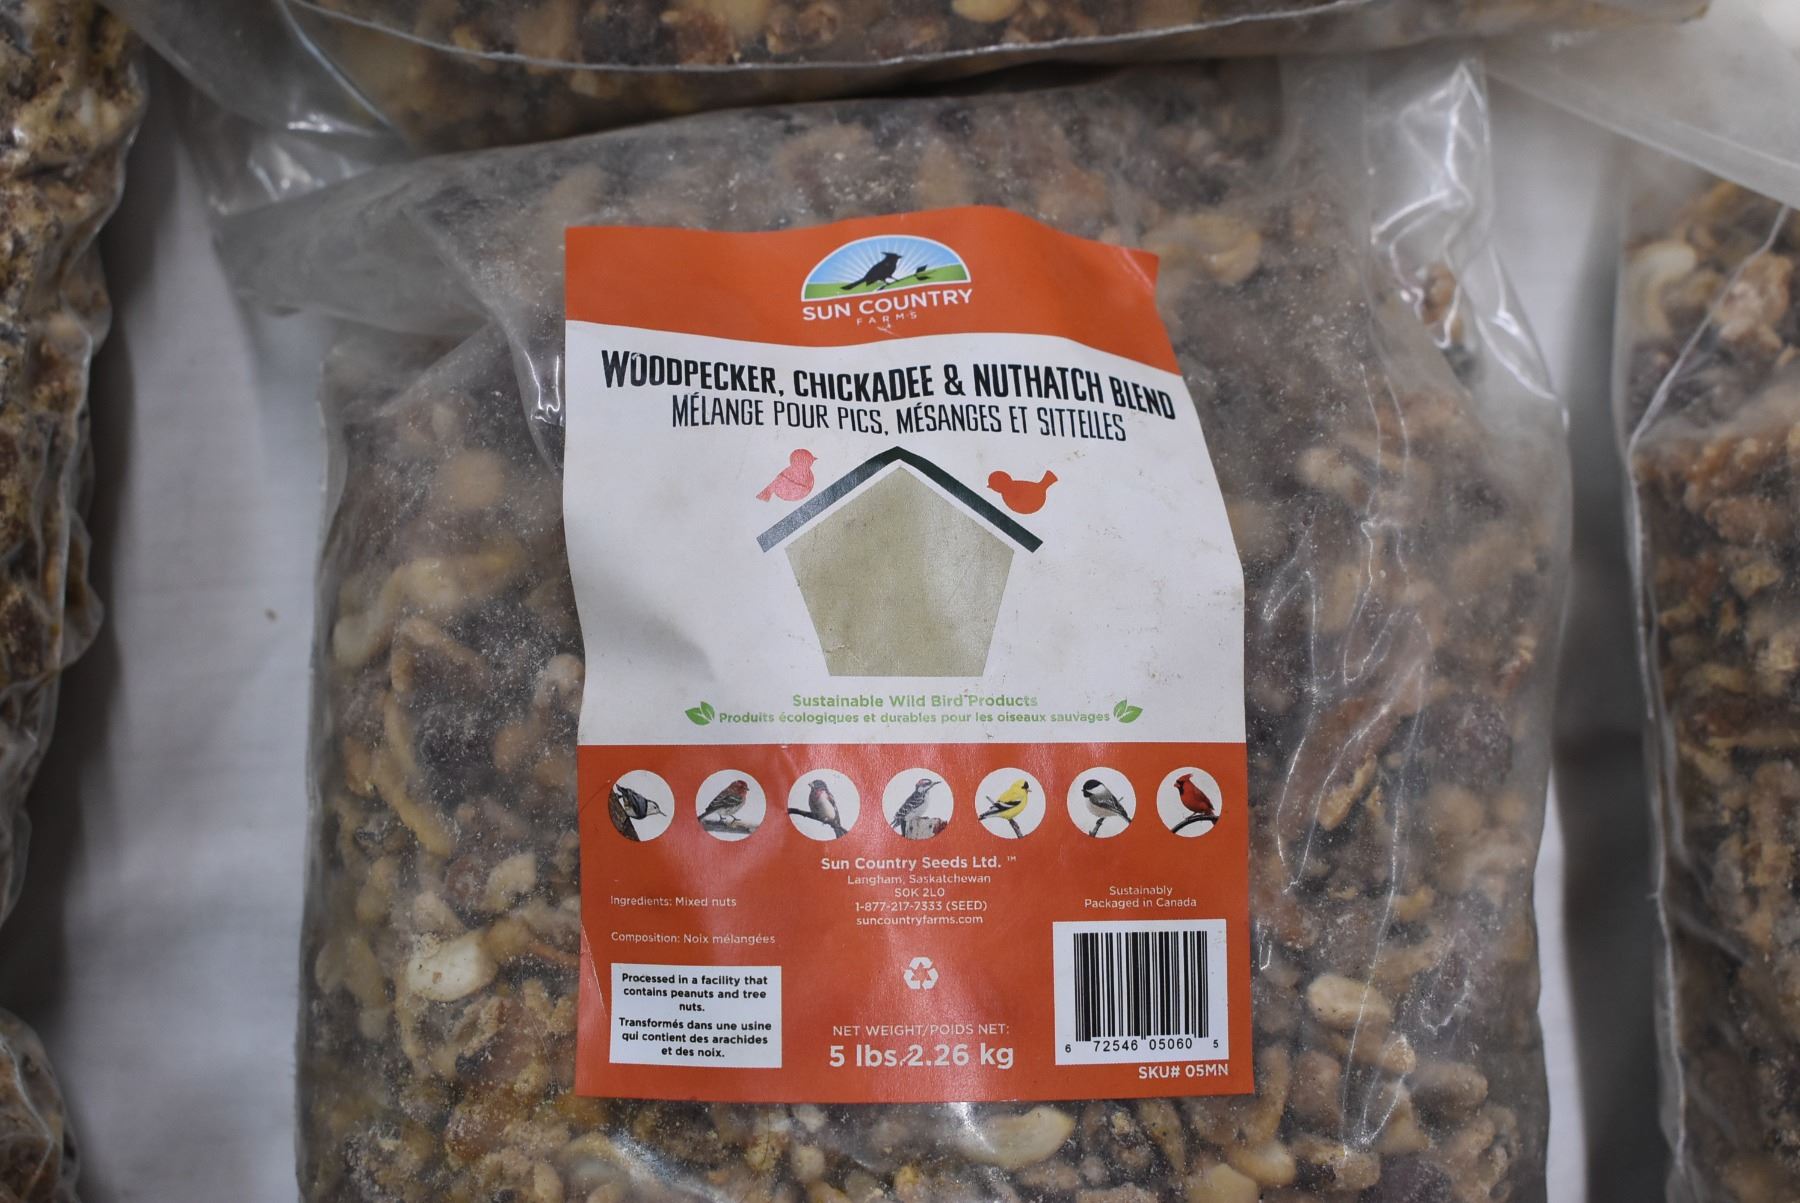 SUN COUNTRY
FARMS
WOODPECKER, CHICKADEE & NUTHATCH BLEND
MÉLANGE POUR PICS, MÉSANGES ET SITTELLES
Sustainable Wild Bird Products
Produits écologiques et durables pour les oiseaux sauvages
Sun Country Seeds Ltd. ™
Langham, Saskatchewan
S0K 2L0
1-877-217-7333 (SEED)
suncountryfarms.com
Ingredients: Mixed nuts
Composition: Noix mélangées
Processed in a facility that
contains peanuts and tree
nuts.
Transformés dans une usine
qui contient des arachides
et des noix.
NET WEIGHT/POIDS NET:
5 lbs/2.26 kg
Sustainably
Packaged in Canada
6 72546 05060 5
SKU# 05MN